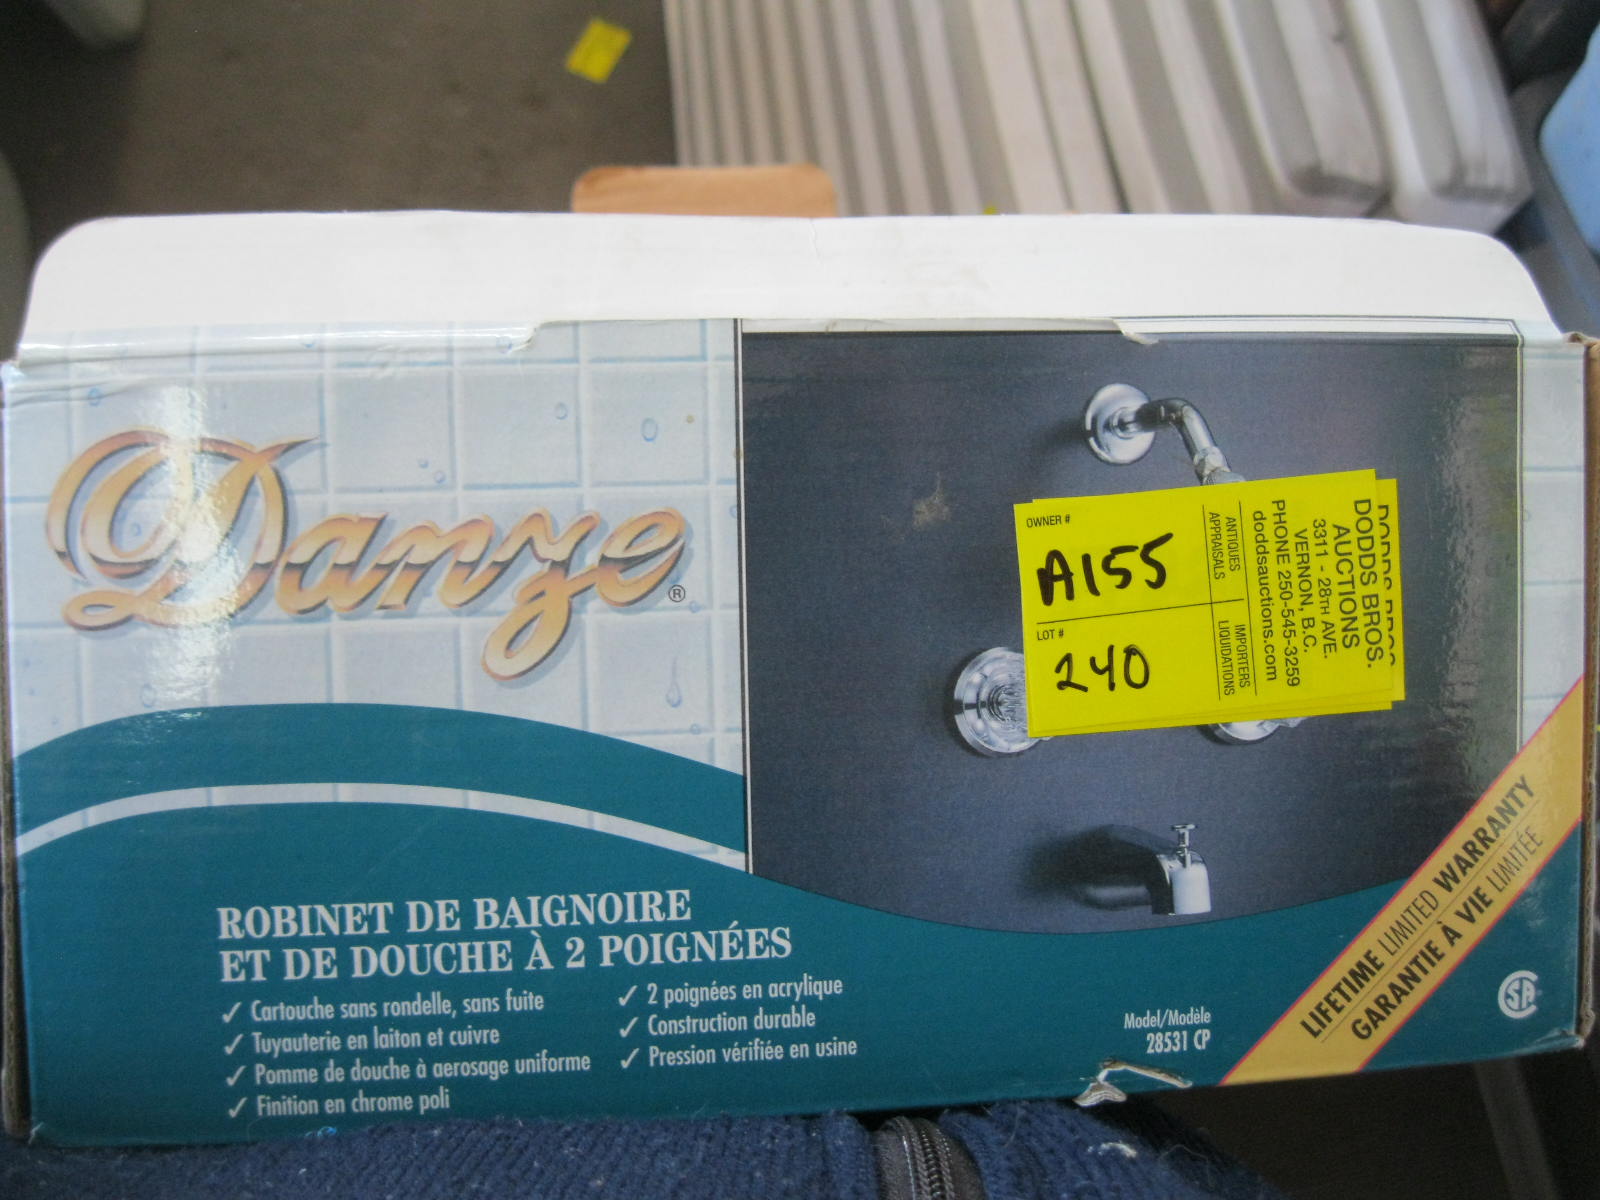 Danze®
ROBINET DE BAIGNOIRE
ET DE DOUCHE À 2 POIGNÉES
✓ Cartouche sans rondelle, sans fuite
✓ Tuyauterie en laiton et cuivre
✓ Pomme de douche à aerosage uniforme
✓ Finition en chrome poli
✓ 2 poignées en acrylique
✓ Construction durable
✓ Pression vérifiée en usine
OWNER #
A155
LOT #
240
ANTIQUES
APPRAISALS
IMPORTERS
LIQUIDATIONS
DODDS BROS.
DODDS BROS.
AUCTIONS
3311 - 28TH AVE.
VERNON, B.C.
PHONE 250-545-3259
doddsauctions.com
Model/Modèle
28531 CP
LIFETIME LIMITED WARRANTY
GARANTIE À VIE LIMITÉE